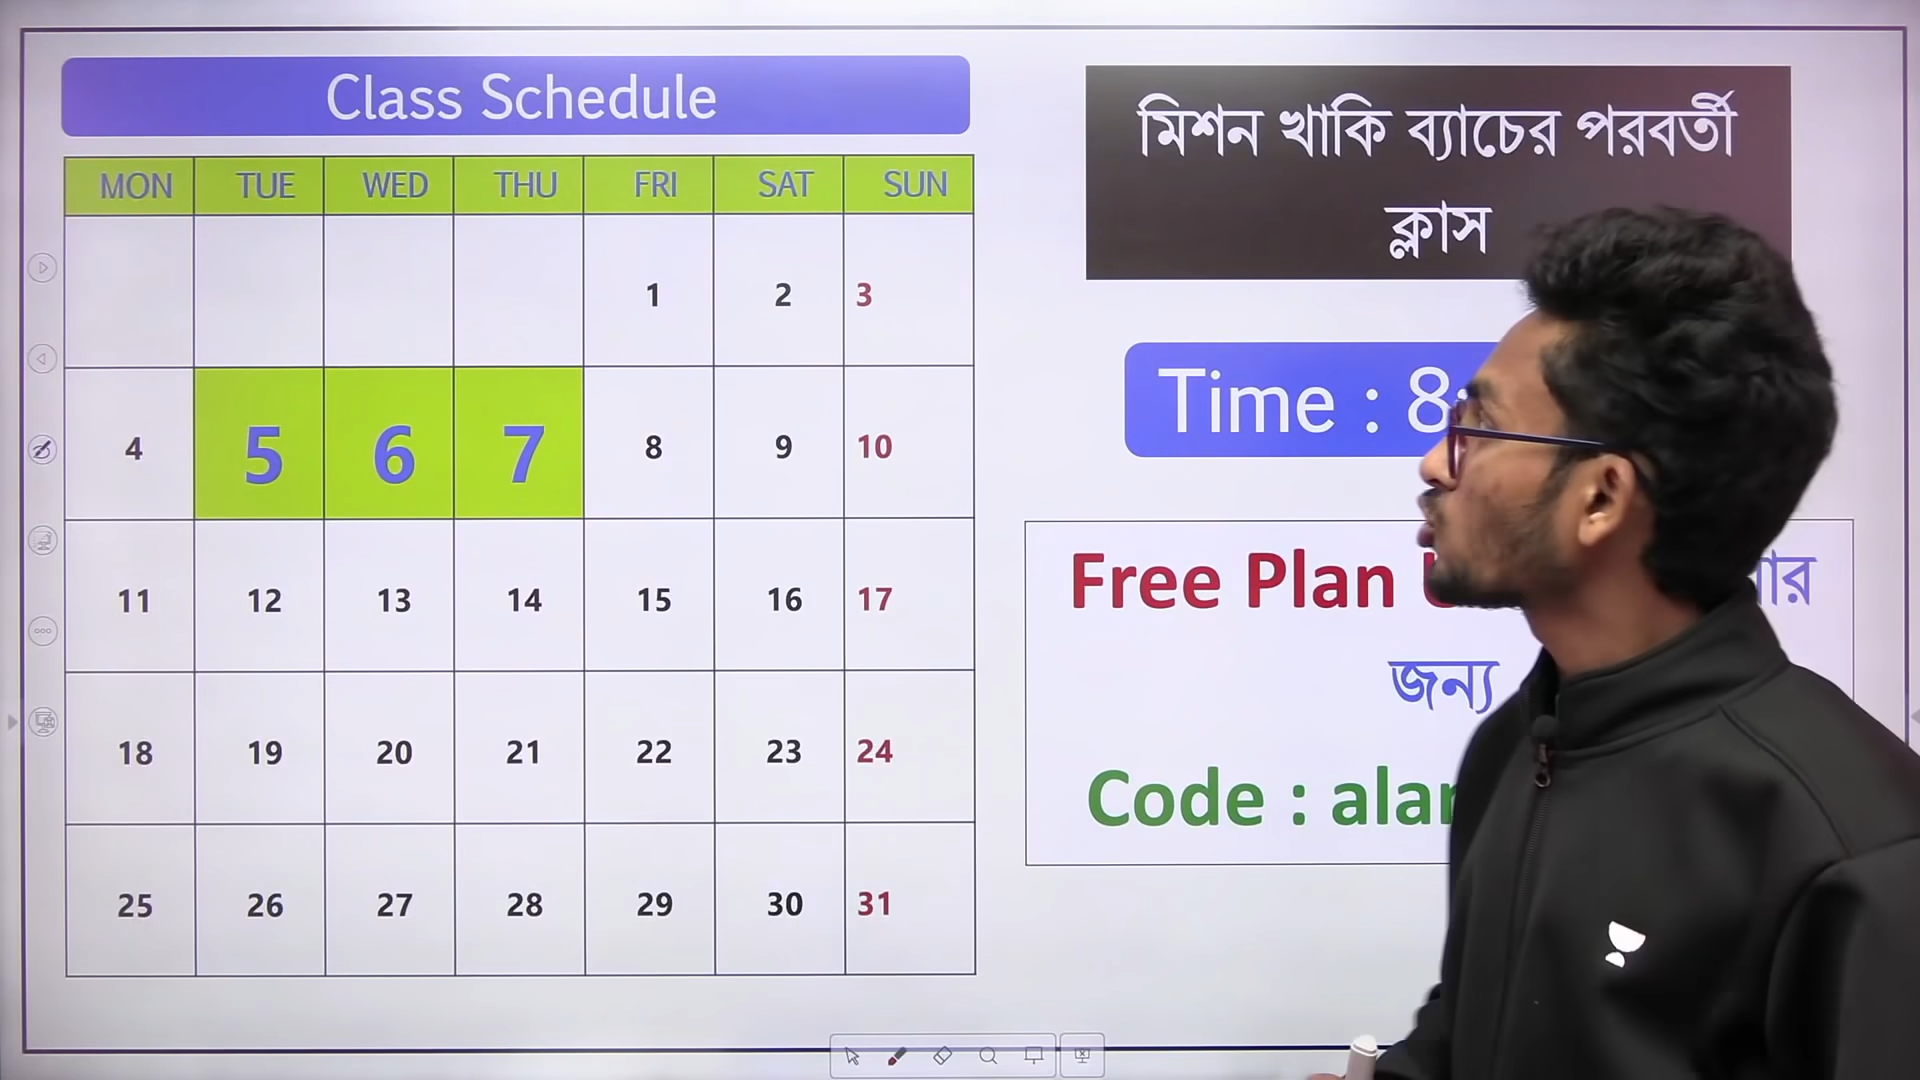 Class Schedule
MON TUE WED THU FRI SAT SUN
1 2 3
4 5 6 7 8 9 10
11 12 13 14 15 16 17
18 19 20 21 22 23 24
25 26 27 28 29 30 31
মিশন খাকি ব্যাচের পরবর্তী
ক্লাস
Time : 8
Free Plan
জন্য
Code :